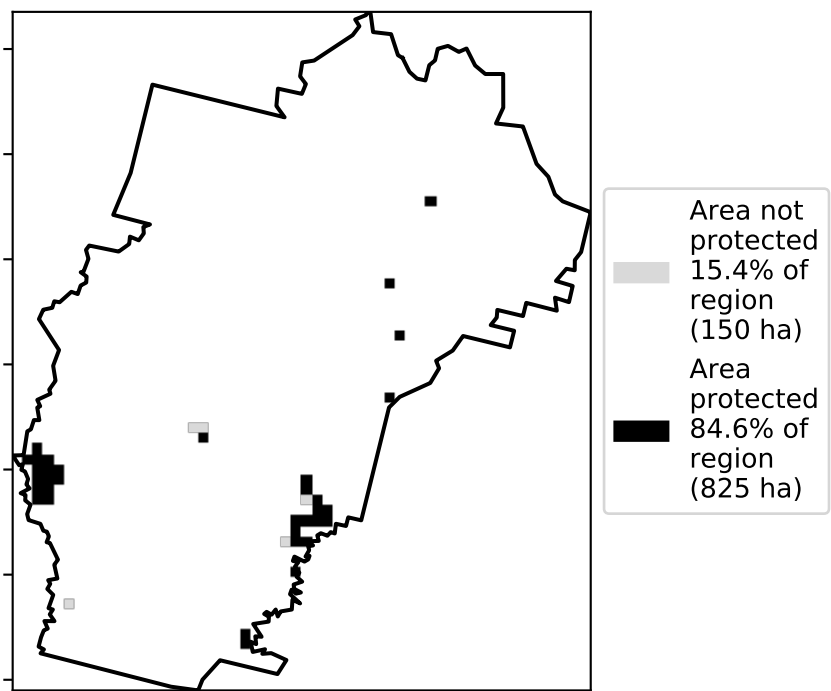 Area not
protected
15.4% of
region
(150 ha)
Area
protected
84.6% of
region
(825 ha)